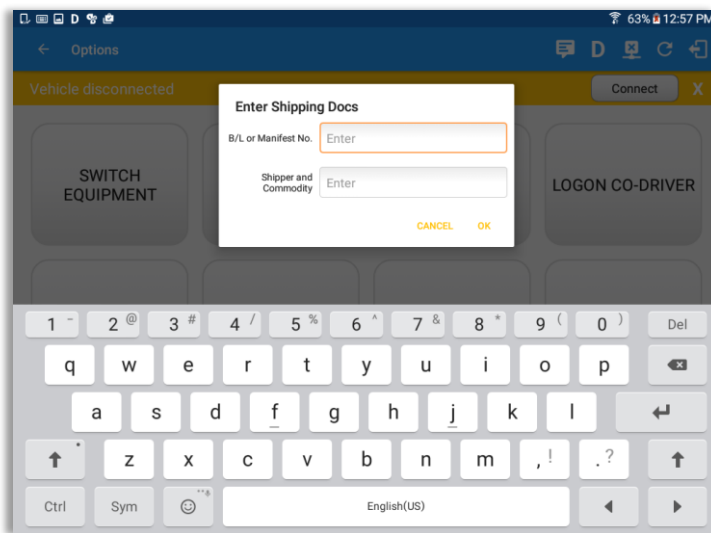 D 63% 12:57 PM
Options D
Vehicle disconnected Connect X
Enter Shipping Docs
B/L or Manifest No. Enter
Shipper and
Commodity Enter
CANCEL OK
SWITCH
EQUIPMENT
LOGON CO-DRIVER
1 ~ 2 @ 3 # 4 / 5 % 6 ^ 7 & 8 * 9 ( 0 ) Del
q w e r t y u i o p
a s d f g h j k l
z x c v b n m , ! . ?
Ctrl Sym English(US)